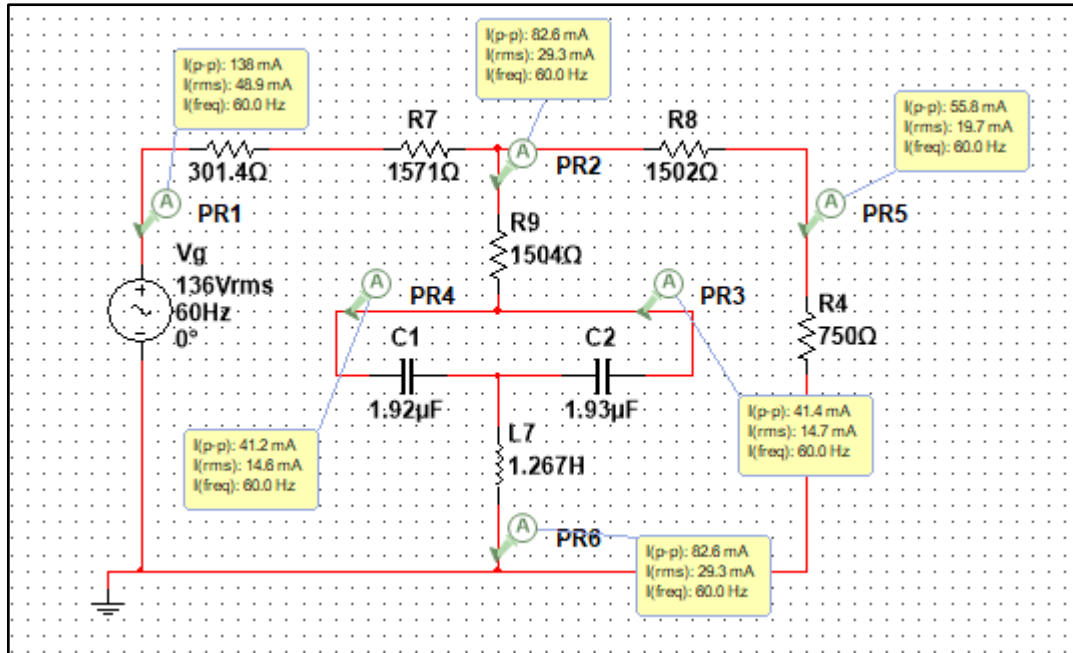 I(p-p): 82.6 mA
I(rms): 29.3 mA
I(freq): 60.0 Hz
I(p-p): 138 mA
I(rms): 48.9 mA
I(freq): 60.0 Hz
I(p-p): 55.8 mA
I(rms): 19.7 mA
I(freq): 60.0 Hz
R7
R8
A
301.4Ω
1571Ω
PR2
1502Ω
A
PR1
A
PR5
R9
1504Ω
Vg
136Vrms
60Hz
0°
A
PR4
A
PR3
R4
750Ω
C1
C2
1.92µF
1.93µF
I(p-p): 41.4 mA
I(rms): 14.7 mA
I(freq): 60.0 Hz
I(p-p): 41.2 mA
I(rms): 14.6 mA
I(freq): 60.0 Hz
L7
1.267H
A
PR6
I(p-p): 82.6 mA
I(rms): 29.3 mA
I(freq): 60.0 Hz